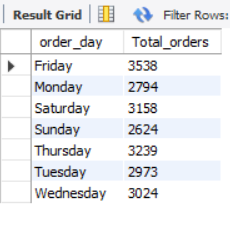 Result Grid Filter Rows:
order_day Total_orders
Friday 3538
Monday 2794
Saturday 3158
Sunday 2624
Thursday 3239
Tuesday 2973
Wednesday 3024